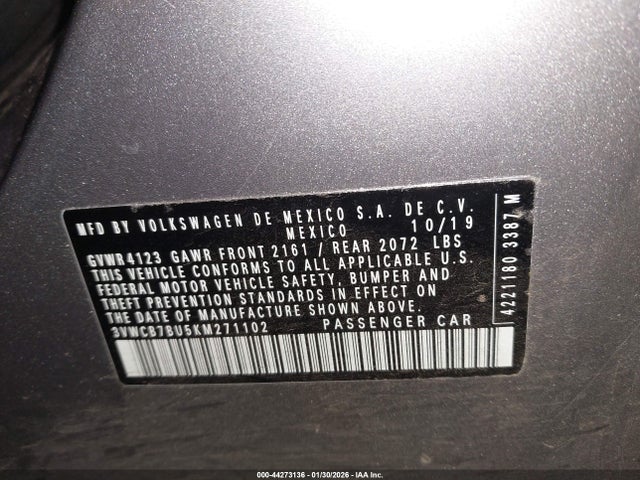 MFD BY VOLKSWAGEN DE MEXICO S.A. DE C.V.
MEXICO 10/19
GVWR 4123 GAWR FRONT 2161 / REAR 2072 LBS
THIS VEHICLE CONFORMS TO ALL APPLICABLE U.S.
FEDERAL MOTOR VEHICLE SAFETY, BUMPER AND
THEFT PREVENTION STANDARDS IN EFFECT ON
THE DATE OF MANUFACTURE SHOWN ABOVE.
3VWCB7BU5KM271102 PASSENGER CAR
4221180 3387 M
000-44273136 - 01/30/2026 - IAA Inc.